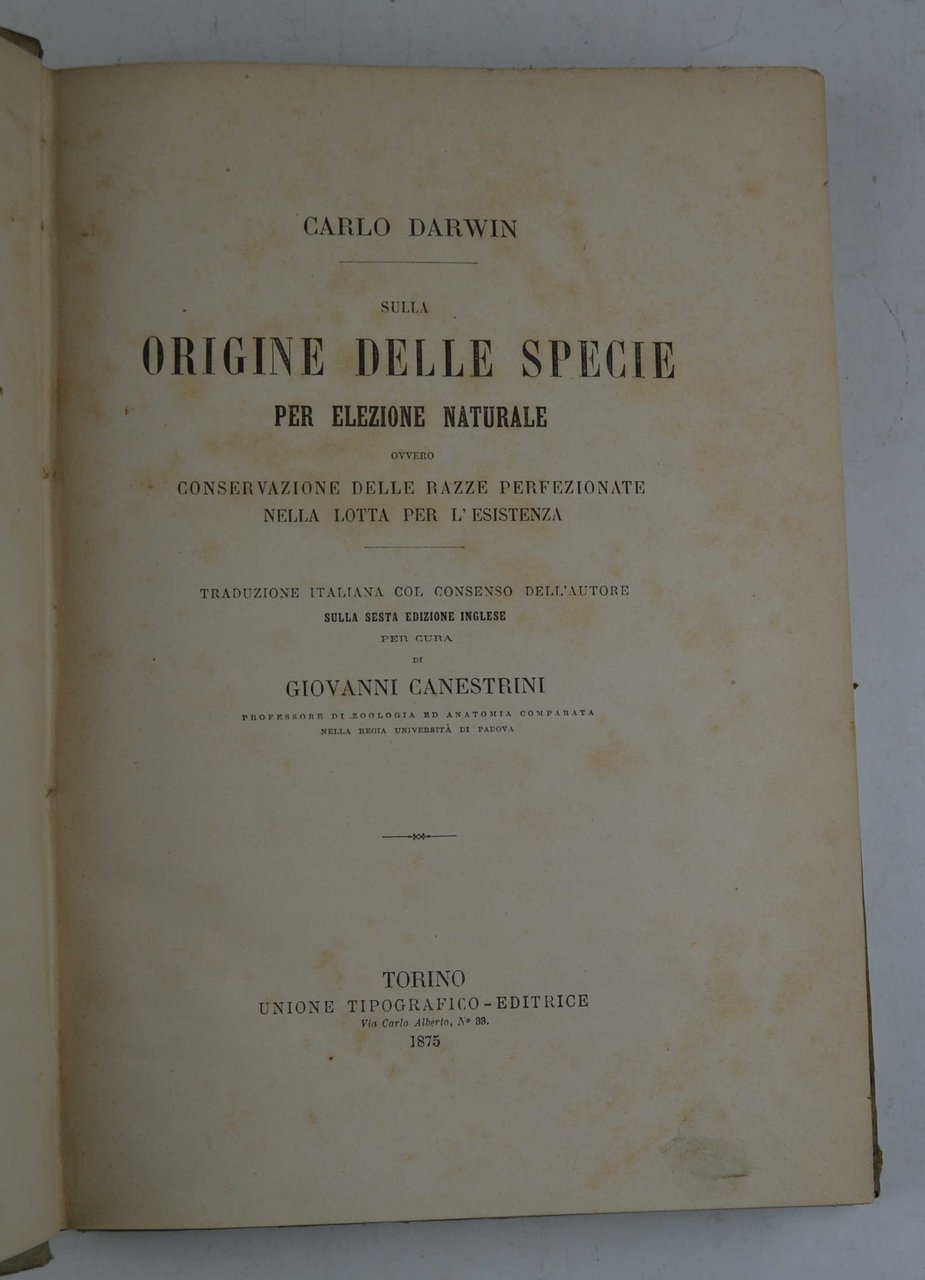 CARLO DARWIN
SULLA
ORIGINE DELLE SPECIE
PER ELEZIONE NATURALE
OVVERO
CONSERVAZIONE DELLE RAZZE PERFEZIONATE
NELLA LOTTA PER L'ESISTENZA
TRADUZIONE ITALIANA COL CONSENSO DELL'AUTORE
SULLA SESTA EDIZIONE INGLESE
PER CURA
DI
GIOVANNI CANESTRINI
PROFESSORE DI ZOOLOGIA ED ANATOMIA COMPARATA
NELLA REGIA UNIVERSITÀ DI PADOVA
TORINO
UNIONE TIPOGRAFICO-EDITRICE
Via Carlo Alberto, Nº 33.
1875